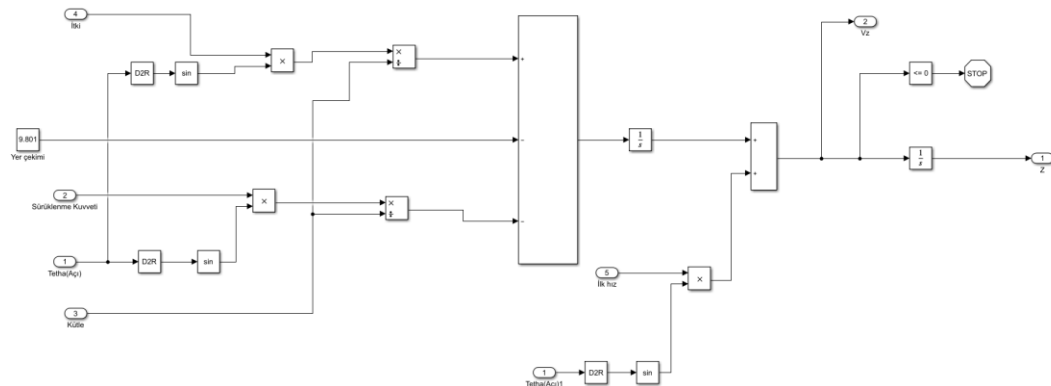 4
İtki
D2R
sin
×
×
÷
+
9.801
Yer çekimi
−
2
Sürüklenme Kuvveti
×
×
÷
−
1
Tetha(Açı)
D2R
sin
3
Kütle
1
s
5
İlk hız
×
1
Tetha(Açı)1
D2R
sin
+
+
2
Vz
<= 0
STOP
1
s
1
Z